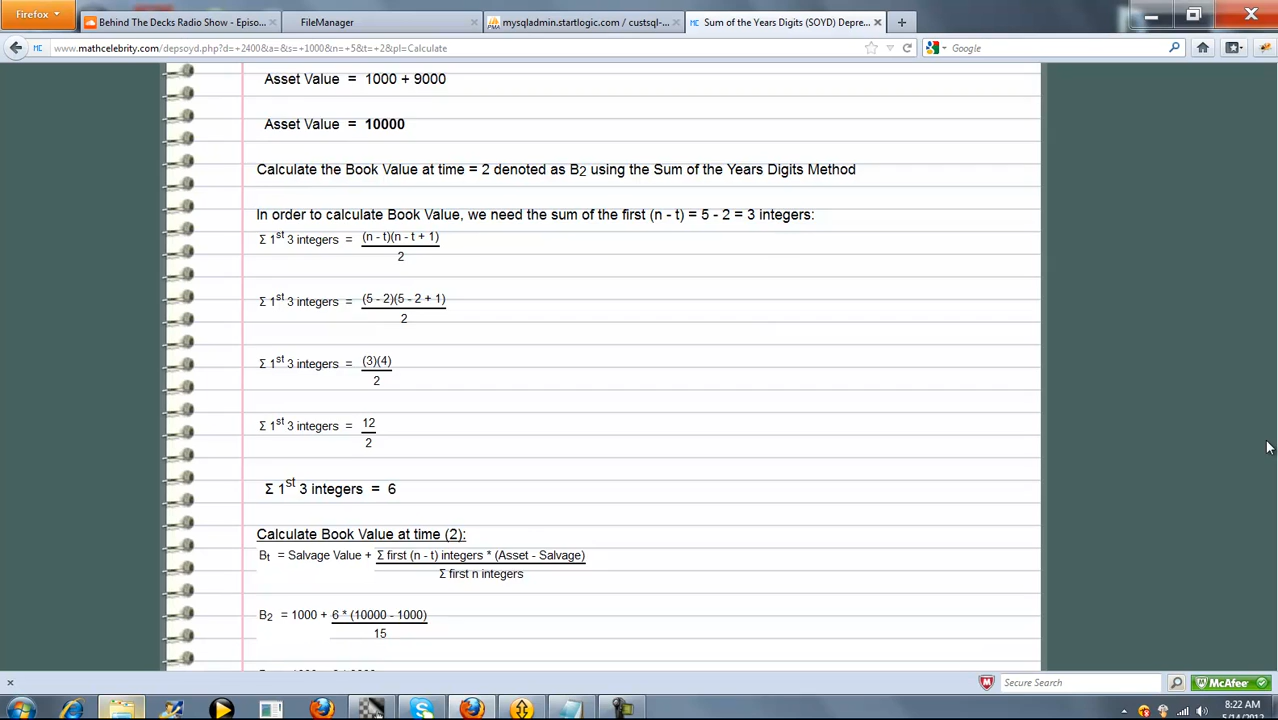 Firefox
Behind The Decks Radio Show - Episo... ×
FileManager ×
mysqladmin.startlogic.com / custsql-... ×
Sum of the Years Digits (SOYD) Depre... ×
+
www.mathcelebrity.com/depsoyd.php?d=+2400&a=&s=+1000&n=+5&t=+2&pl=Calculate
Google
Asset Value = 1000 + 9000
Asset Value = 10000
Calculate the Book Value at time = 2 denoted as B2 using the Sum of the Years Digits Method
In order to calculate Book Value, we need the sum of the first (n - t) = 5 - 2 = 3 integers:
Σ 1st 3 integers = (n - t)(n - t + 1)
2
Σ 1st 3 integers = (5 - 2)(5 - 2 + 1)
2
Σ 1st 3 integers = (3)(4)
2
Σ 1st 3 integers = 12
2
Σ 1st 3 integers = 6
Calculate Book Value at time (2):
Bt = Salvage Value + Σ first (n - t) integers * (Asset - Salvage)
Σ first n integers
B2 = 1000 + 6 * (10000 - 1000)
15
× Secure Search McAfee
8:22 AM
5/14/2012